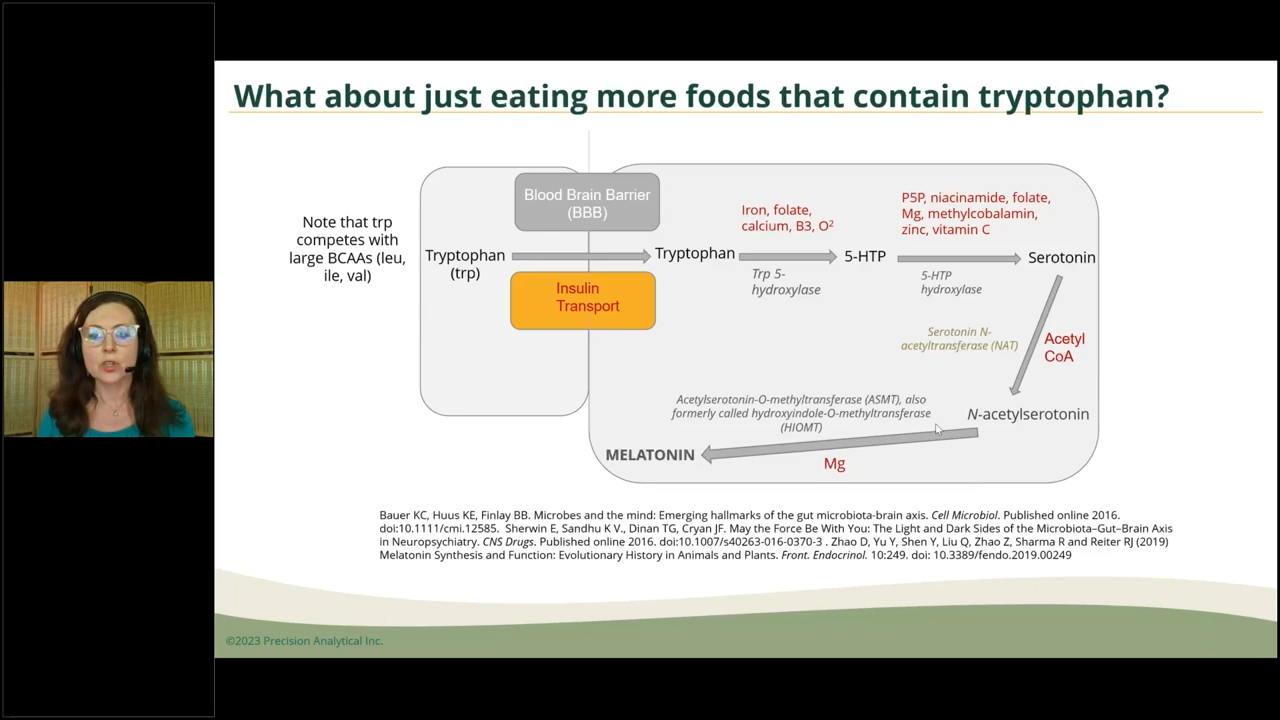 What about just eating more foods that contain tryptophan?
Note that trp
competes with
large BCAAs (leu,
ile, val)
Blood Brain Barrier
(BBB)
Tryptophan
(trp)
Insulin
Transport
Tryptophan
Iron, folate,
calcium, B3, O²
Trp 5-
hydroxylase
5-HTP
P5P, niacinamide, folate,
Mg, methylcobalamin,
zinc, vitamin C
5-HTP
hydroxylase
Serotonin
Serotonin N-
acetyltransferase (NAT)
Acetyl
CoA
N-acetylserotonin
Acetylserotonin-O-methyltransferase (ASMT), also
formerly called hydroxyindole-O-methyltransferase
(HIOMT)
MELATONIN
Mg
Bauer KC, Huus KE, Finlay BB. Microbes and the mind: Emerging hallmarks of the gut microbiota-brain axis. Cell Microbiol. Published online 2016.
doi:10.1111/cmi.12585. Sherwin E, Sandhu K V., Dinan TG, Cryan JF. May the Force Be With You: The Light and Dark Sides of the Microbiota–Gut–Brain Axis
in Neuropsychiatry. CNS Drugs. Published online 2016. doi:10.1007/s40263-016-0370-3 . Zhao D, Yu Y, Shen Y, Liu Q, Zhao Z, Sharma R and Reiter RJ (2019)
Melatonin Synthesis and Function: Evolutionary History in Animals and Plants. Front. Endocrinol. 10:249. doi: 10.3389/fendo.2019.00249
©2023 Precision Analytical Inc.